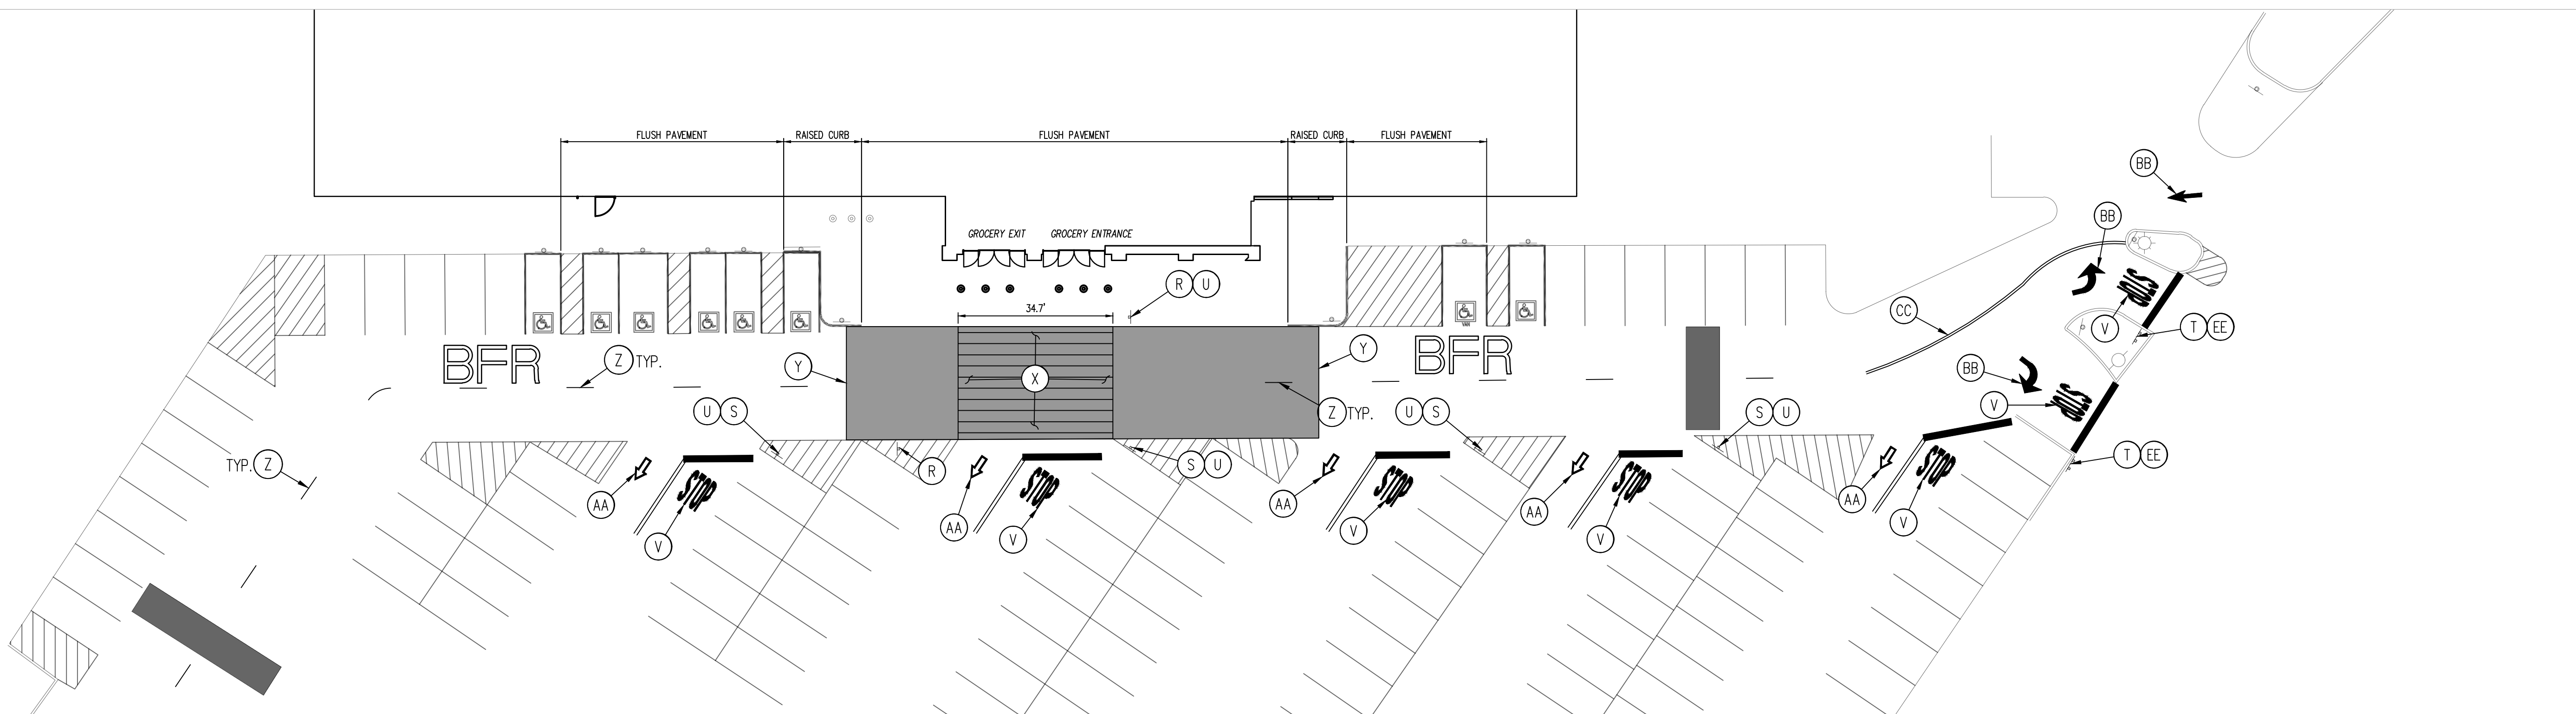 FLUSH PAVEMENT
RAISED CURB
FLUSH PAVEMENT
RAISED CURB
FLUSH PAVEMENT
BB
BB
GROCERY EXIT
GROCERY ENTRANCE
R U
34.7'
CC
VAN
STOP
V
T EE
BFR
Z TYP.
Y
X
Y
BFR
Z TYP.
BB
STOP
V
U S
U S
S U
TYP. Z
R
S U
T EE
AA
STOP
V
AA
STOP
V
AA
STOP
V
AA
STOP
V
AA
STOP
V